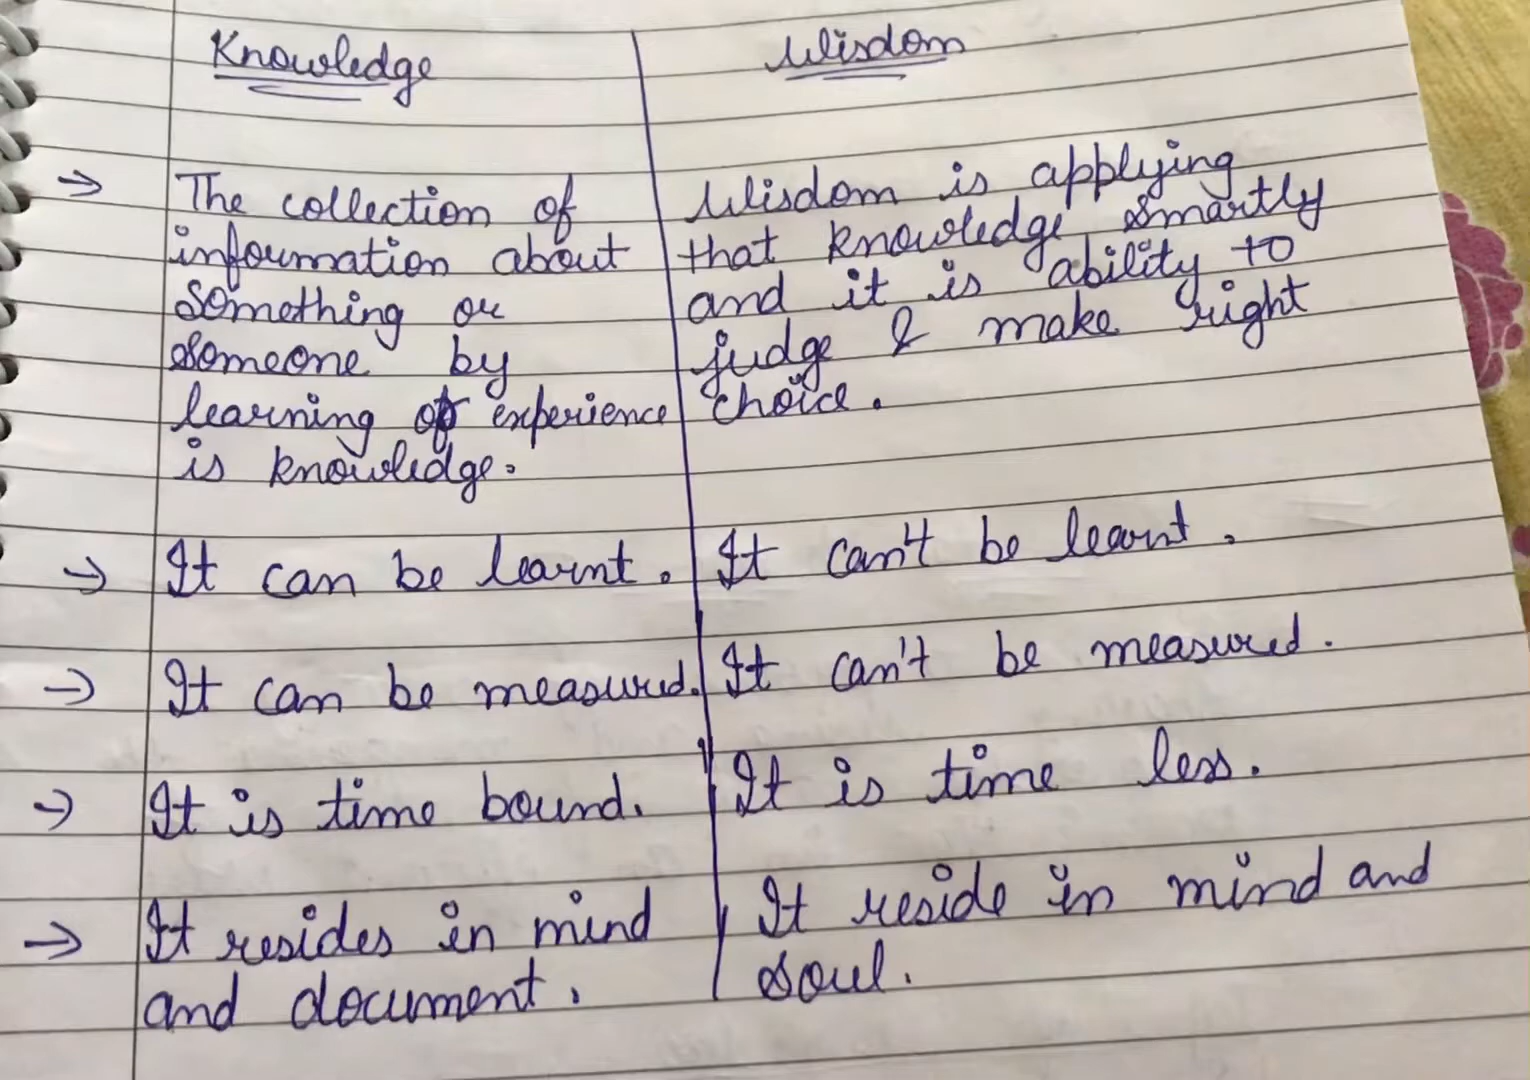 Knowledge
Wisdom
→ The collection of
information about
something or
someone by
learning or experience
is knowledge.
Wisdom is applying
that knowledge smartly
and it is ability to
judge & make right
choice.
→ It can be learnt.
It can't be learnt.
→ It can be measured.
It can't be measured.
→ It is time bound.
It is time less.
→ It resides in mind
and document.
It reside in mind and
soul.